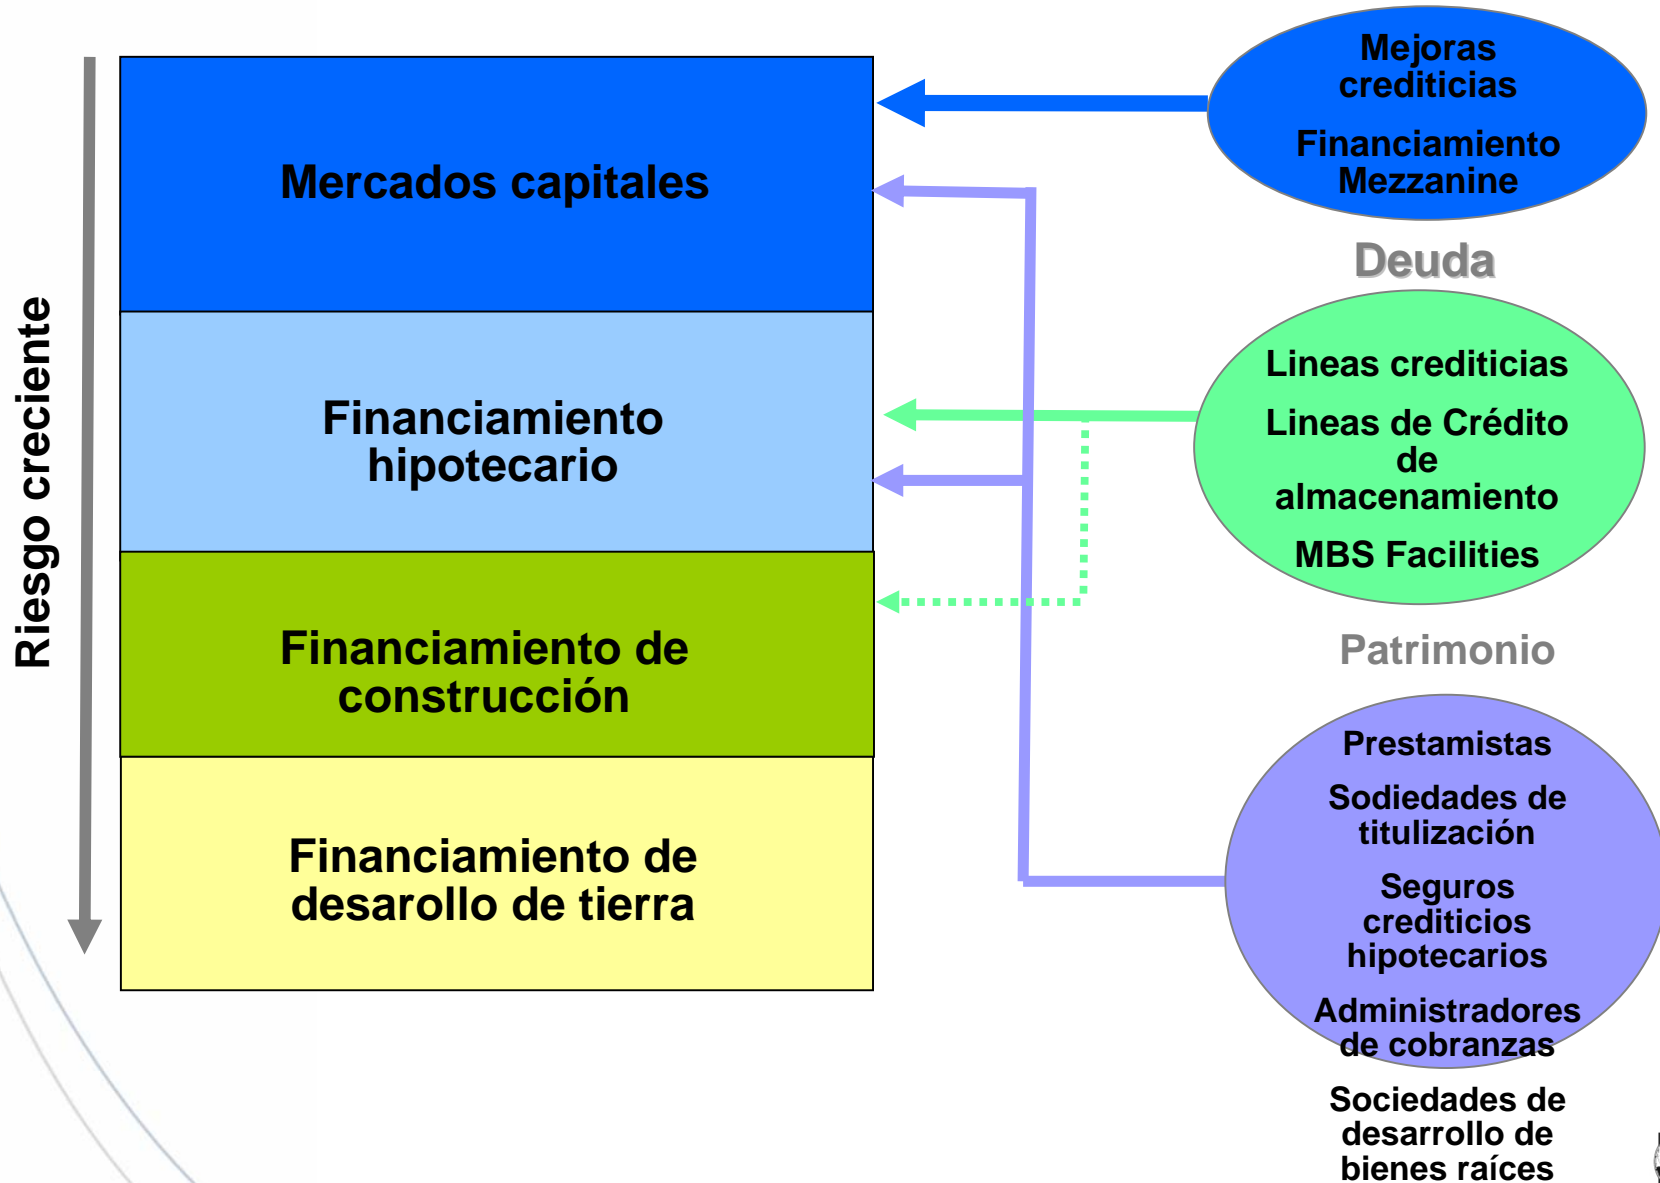 Riesgo creciente
Mercados capitales
Financiamiento
hipotecario
Financiamiento de
construcción
Financiamiento de
desarollo de tierra
Mejoras
crediticias
Financiamiento
Mezzanine
Deuda
Lineas crediticias
Lineas de Crédito
de
almacenamiento
MBS Facilities
Patrimonio
Prestamistas
Sodiedades de
titulización
Seguros
crediticios
hipotecarios
Administradores
de cobranzas
Sociedades de
desarrollo de
bienes raíces